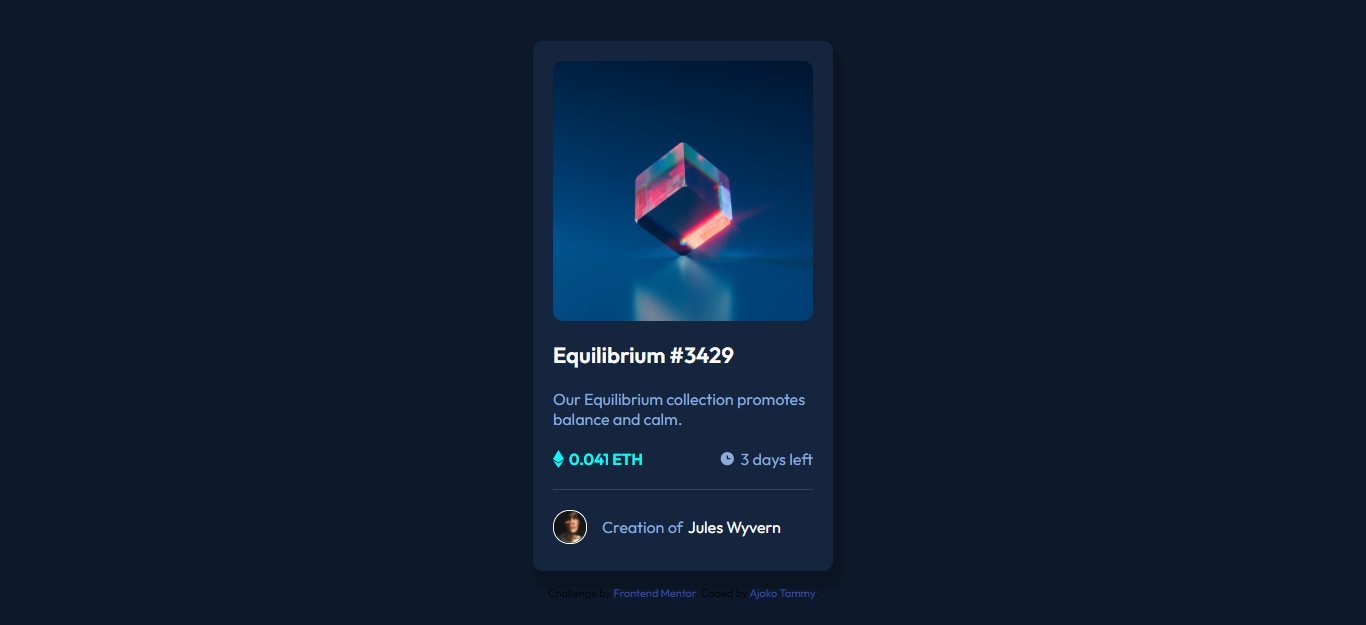 Equilibrium #3429
Our Equilibrium collection promotes
balance and calm.
0.041 ETH 3 days left
Creation of Jules Wyvern
Challenge by Frontend Mentor Coded by Ajoko Tammy